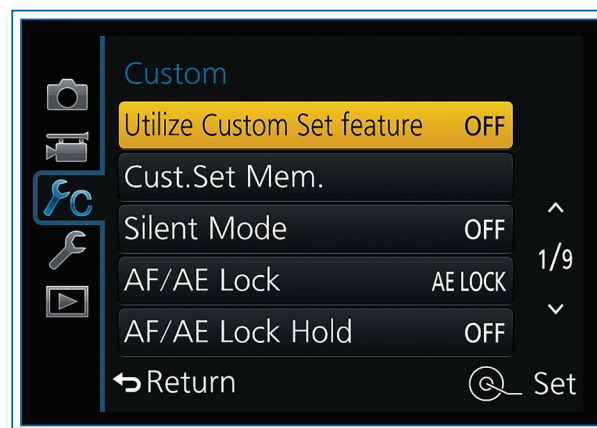 Custom
Utilize Custom Set feature OFF
Cust.Set Mem.
Silent Mode OFF
AF/AE Lock AE LOCK
1/9
AF/AE Lock Hold OFF
Return Set
C